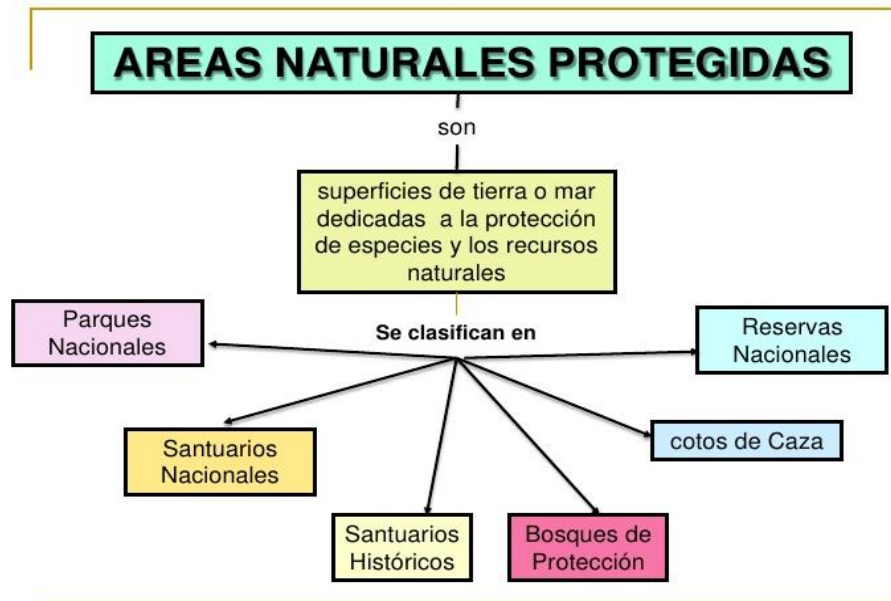 AREAS NATURALES PROTEGIDAS
son
superficies de tierra o mar
dedicadas a la protección
de especies y los recursos
naturales
Se clasifican en
Parques
Nacionales
Reservas
Nacionales
Santuarios
Nacionales
cotos de Caza
Santuarios
Históricos
Bosques de
Protección